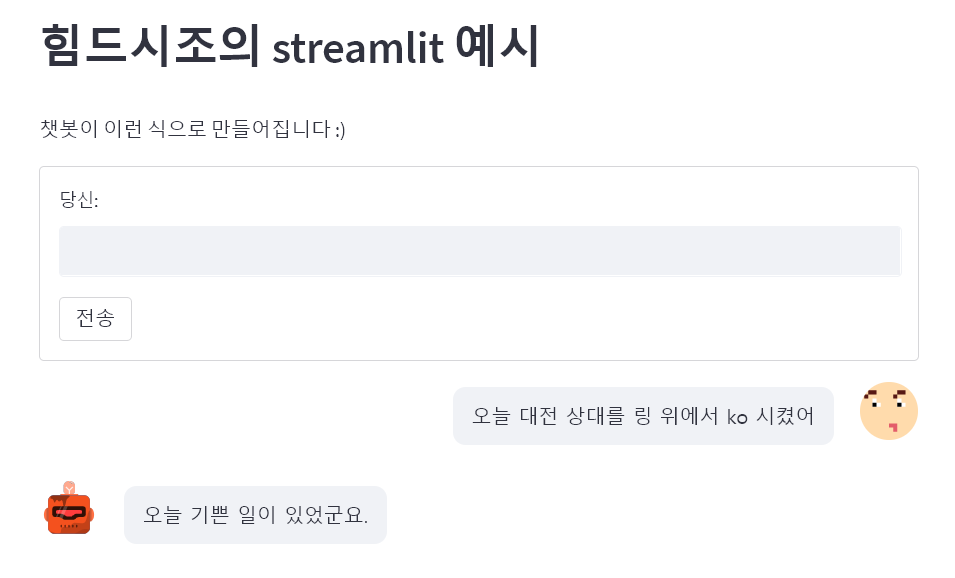 힘드시조의 streamlit 예시
챗봇이 이런 식으로 만들어집니다 :)
당신:
전송
오늘 대전 상대를 링 위에서 ko 시켰어
오늘 기쁜 일이 있었군요.